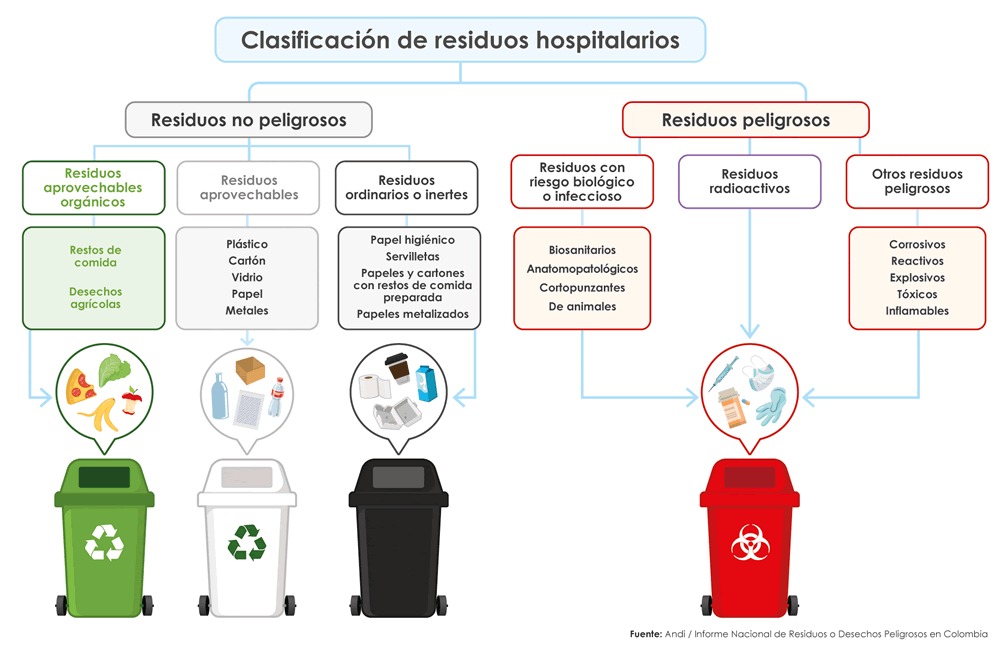 Clasificación de residuos hospitalarios
Residuos no peligrosos
Residuos peligrosos
Residuos
aprovechables
orgánicos
Residuos
aprovechables
Residuos
ordinarios o inertes
Residuos con
riesgo biológico
o infeccioso
Residuos
radioactivos
Otros residuos
peligrosos
Restos de
comida
Desechos
agrícolas
Plástico
Cartón
Vidrio
Papel
Metales
Papel higiénico
Servilletas
Papeles y cartones
con restos de comida
preparada
Papeles metalizados
Biosanitarios
Anatomopatológicos
Cortopunzantes
De animales
Corrosivos
Reactivos
Explosivos
Tóxicos
Inflamables
Fuente: Andi / Informe Nacional de Residuos o Desechos Peligrosos en Colombia